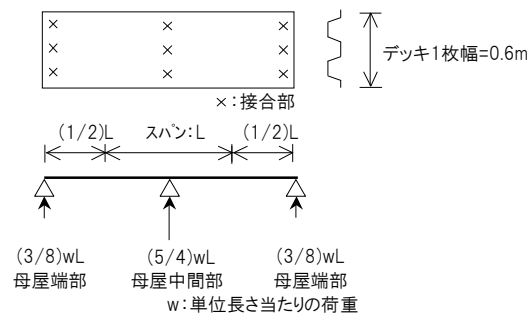 デッキ1枚幅=0.6m
×:接合部
(1/2)L スパン:L (1/2)L
(3/8)wL (5/4)wL (3/8)wL
母屋端部 母屋中間部 母屋端部
w:単位長さ当たりの荷重